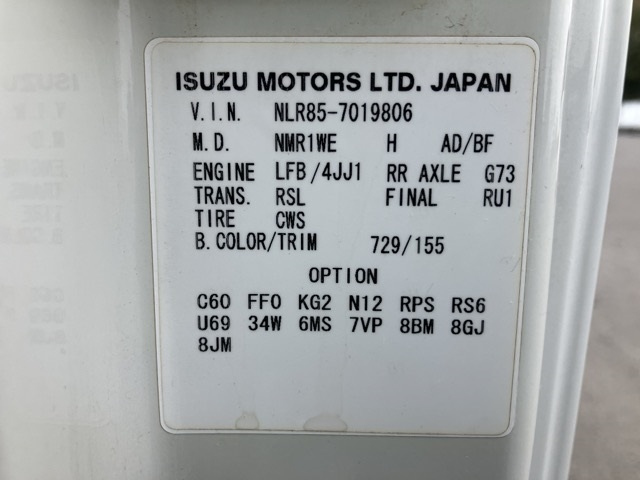 ISUZU MOTORS LTD. JAPAN
V.I.N. NLR85-7019806
M.D. NMR1WE H AD/BF
ENGINE LFB/4JJ1 RR AXLE G73
TRANS. RSL FINAL RU1
TIRE CWS
B.COLOR/TRIM 729/155
OPTION
C60 FF0 KG2 N12 RPS RS6
U69 34W 6MS 7VP 8BM 8GJ
8JM